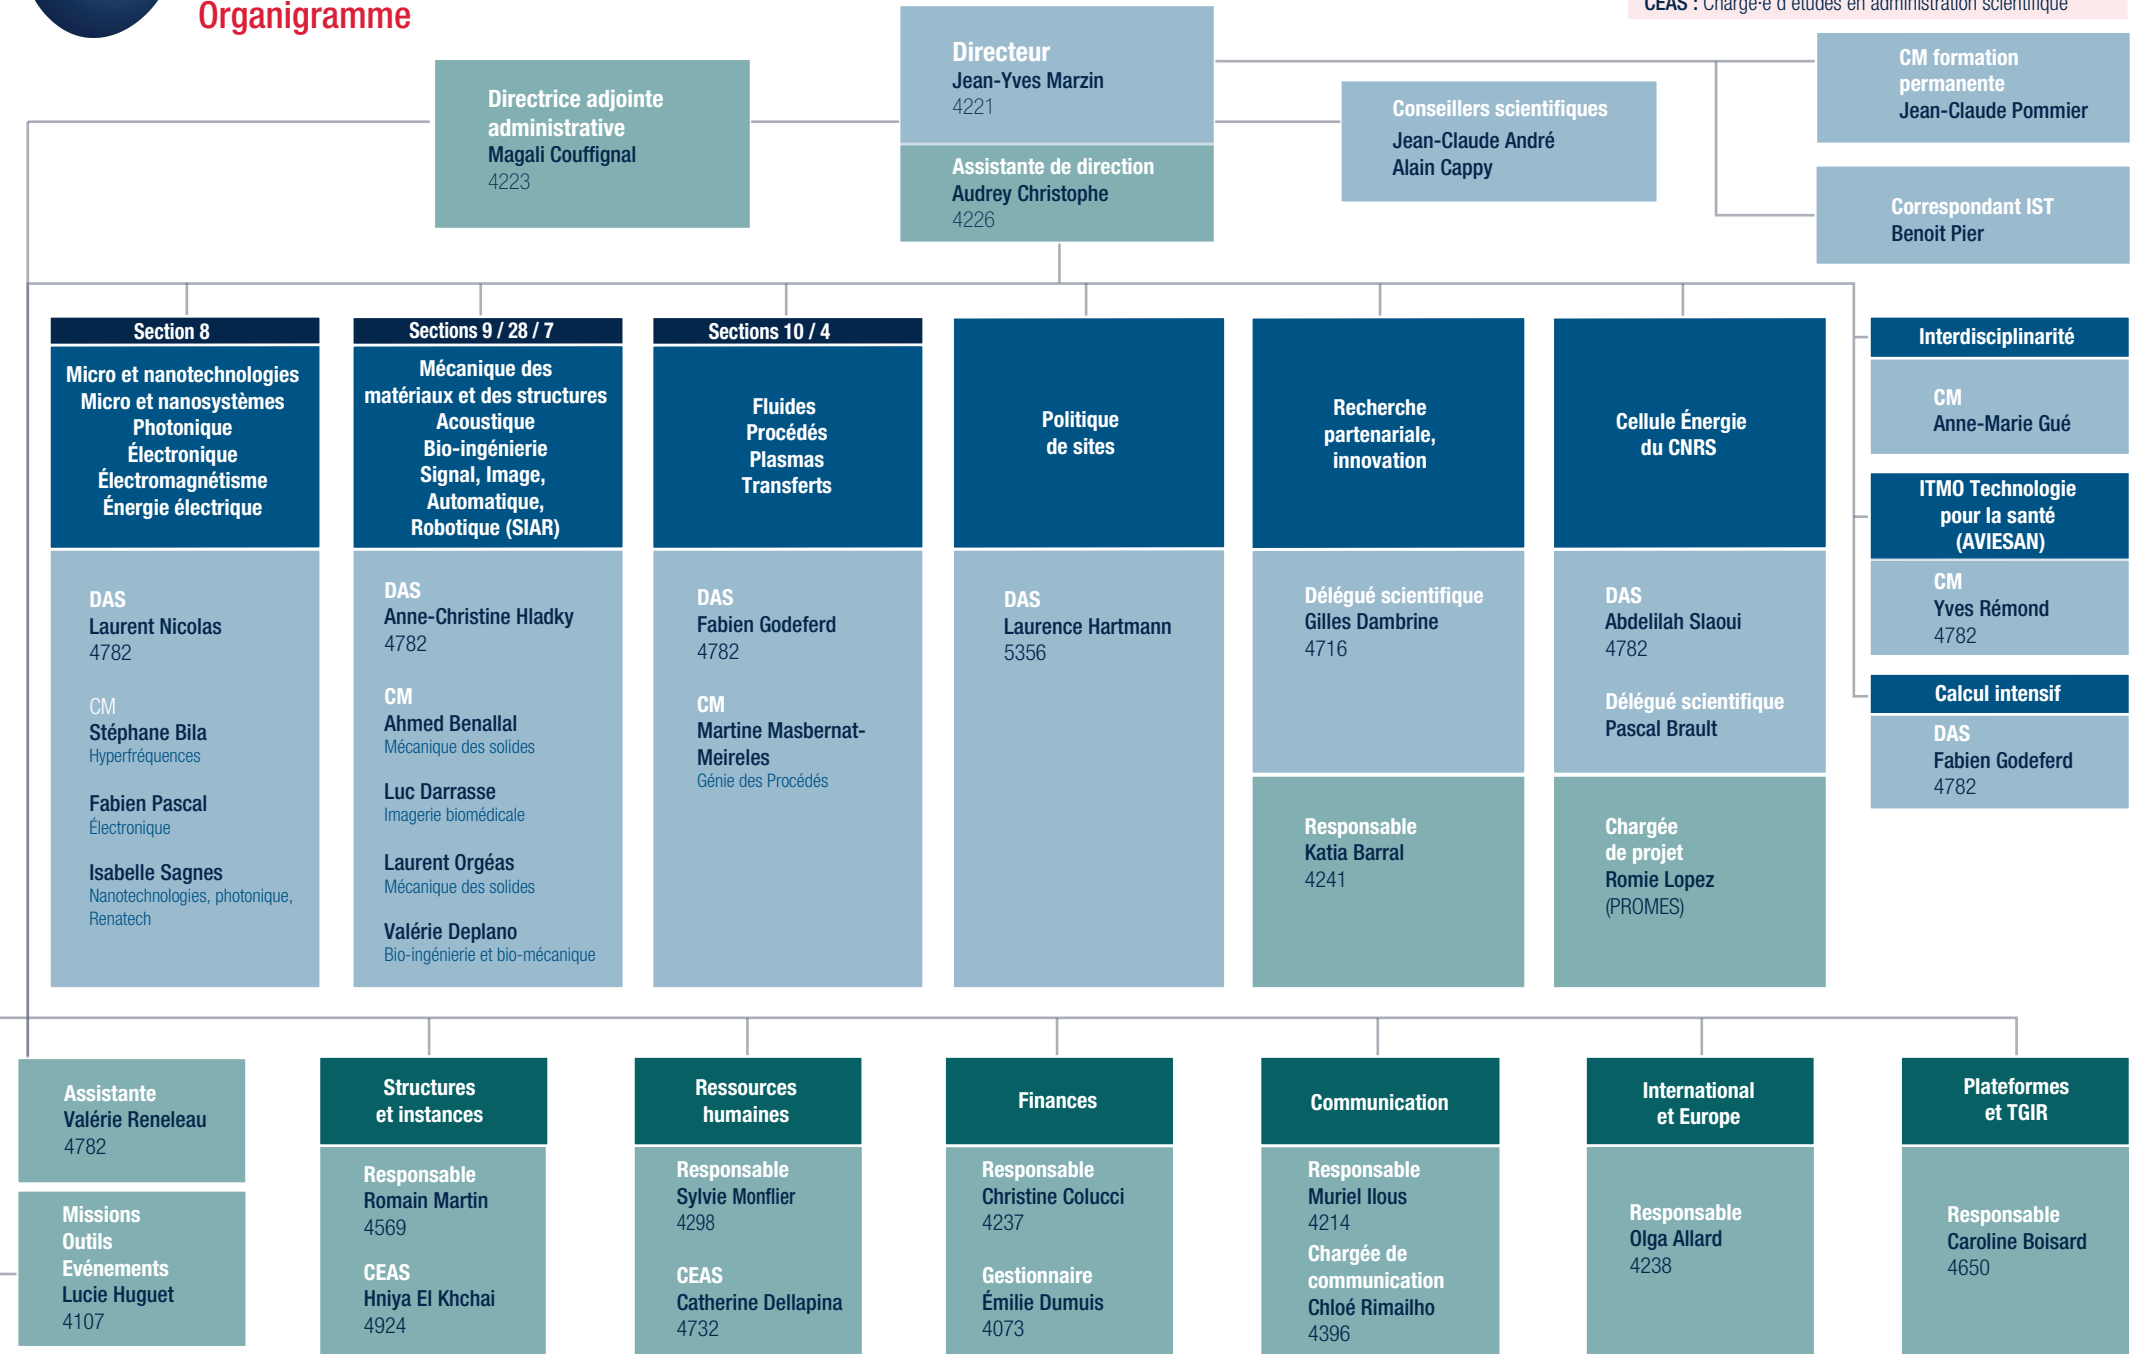 Organigramme
CEAS : Chargé·e d'études en administration scientifique
Directeur
Jean-Yves Marzin
4221
Assistante de direction
Audrey Christophe
4226
Directrice adjointe
administrative
Magali Couffignal
4223
Conseillers scientifiques
Jean-Claude André
Alain Cappy
CM formation
permanente
Jean-Claude Pommier
Correspondant IST
Benoit Pier
Section 8
Micro et nanotechnologies
Micro et nanosystèmes
Photonique
Électronique
Électromagnétisme
Énergie électrique
DAS
Laurent Nicolas
4782
CM
Stéphane Bila
Hyperfréquences
Fabien Pascal
Électronique
Isabelle Sagnes
Nanotechnologies, photonique,
Renatech
Sections 9 / 28 / 7
Mécanique des
matériaux et des structures
Acoustique
Bio-ingénierie
Signal, Image,
Automatique,
Robotique (SIAR)
DAS
Anne-Christine Hladky
4782
CM
Ahmed Benallal
Mécanique des solides
Luc Darrasse
Imagerie biomédicale
Laurent Orgéas
Mécanique des solides
Valérie Deplano
Bio-ingénierie et bio-mécanique
Sections 10 / 4
Fluides
Procédés
Plasmas
Transferts
DAS
Fabien Godeferd
4782
CM
Martine Masbernat-
Meireles
Génie des Procédés
Politique
de sites
DAS
Laurence Hartmann
5356
Recherche
partenariale,
innovation
Délégué scientifique
Gilles Dambrine
4716
Responsable
Katia Barral
4241
Cellule Énergie
du CNRS
DAS
Abdelilah Slaoui
4782
Délégué scientifique
Pascal Brault
Chargée
de projet
Romie Lopez
(PROMES)
Interdisciplinarité
CM
Anne-Marie Gué
ITMO Technologie
pour la santé
(AVIESAN)
CM
Yves Rémond
4782
Calcul intensif
DAS
Fabien Godeferd
4782
Assistante
Valérie Reneleau
4782
Missions
Outils
Evénements
Lucie Huguet
4107
Structures
et instances
Responsable
Romain Martin
4569
CEAS
Hniya El Khchai
4924
Ressources
humaines
Responsable
Sylvie Monflier
4298
CEAS
Catherine Dellapina
4732
Finances
Responsable
Christine Colucci
4237
Gestionnaire
Émilie Dumuis
4073
Communication
Responsable
Muriel Ilous
4214
Chargée de
communication
Chloé Rimailho
4396
International
et Europe
Responsable
Olga Allard
4238
Plateformes
et TGIR
Responsable
Caroline Boisard
4650